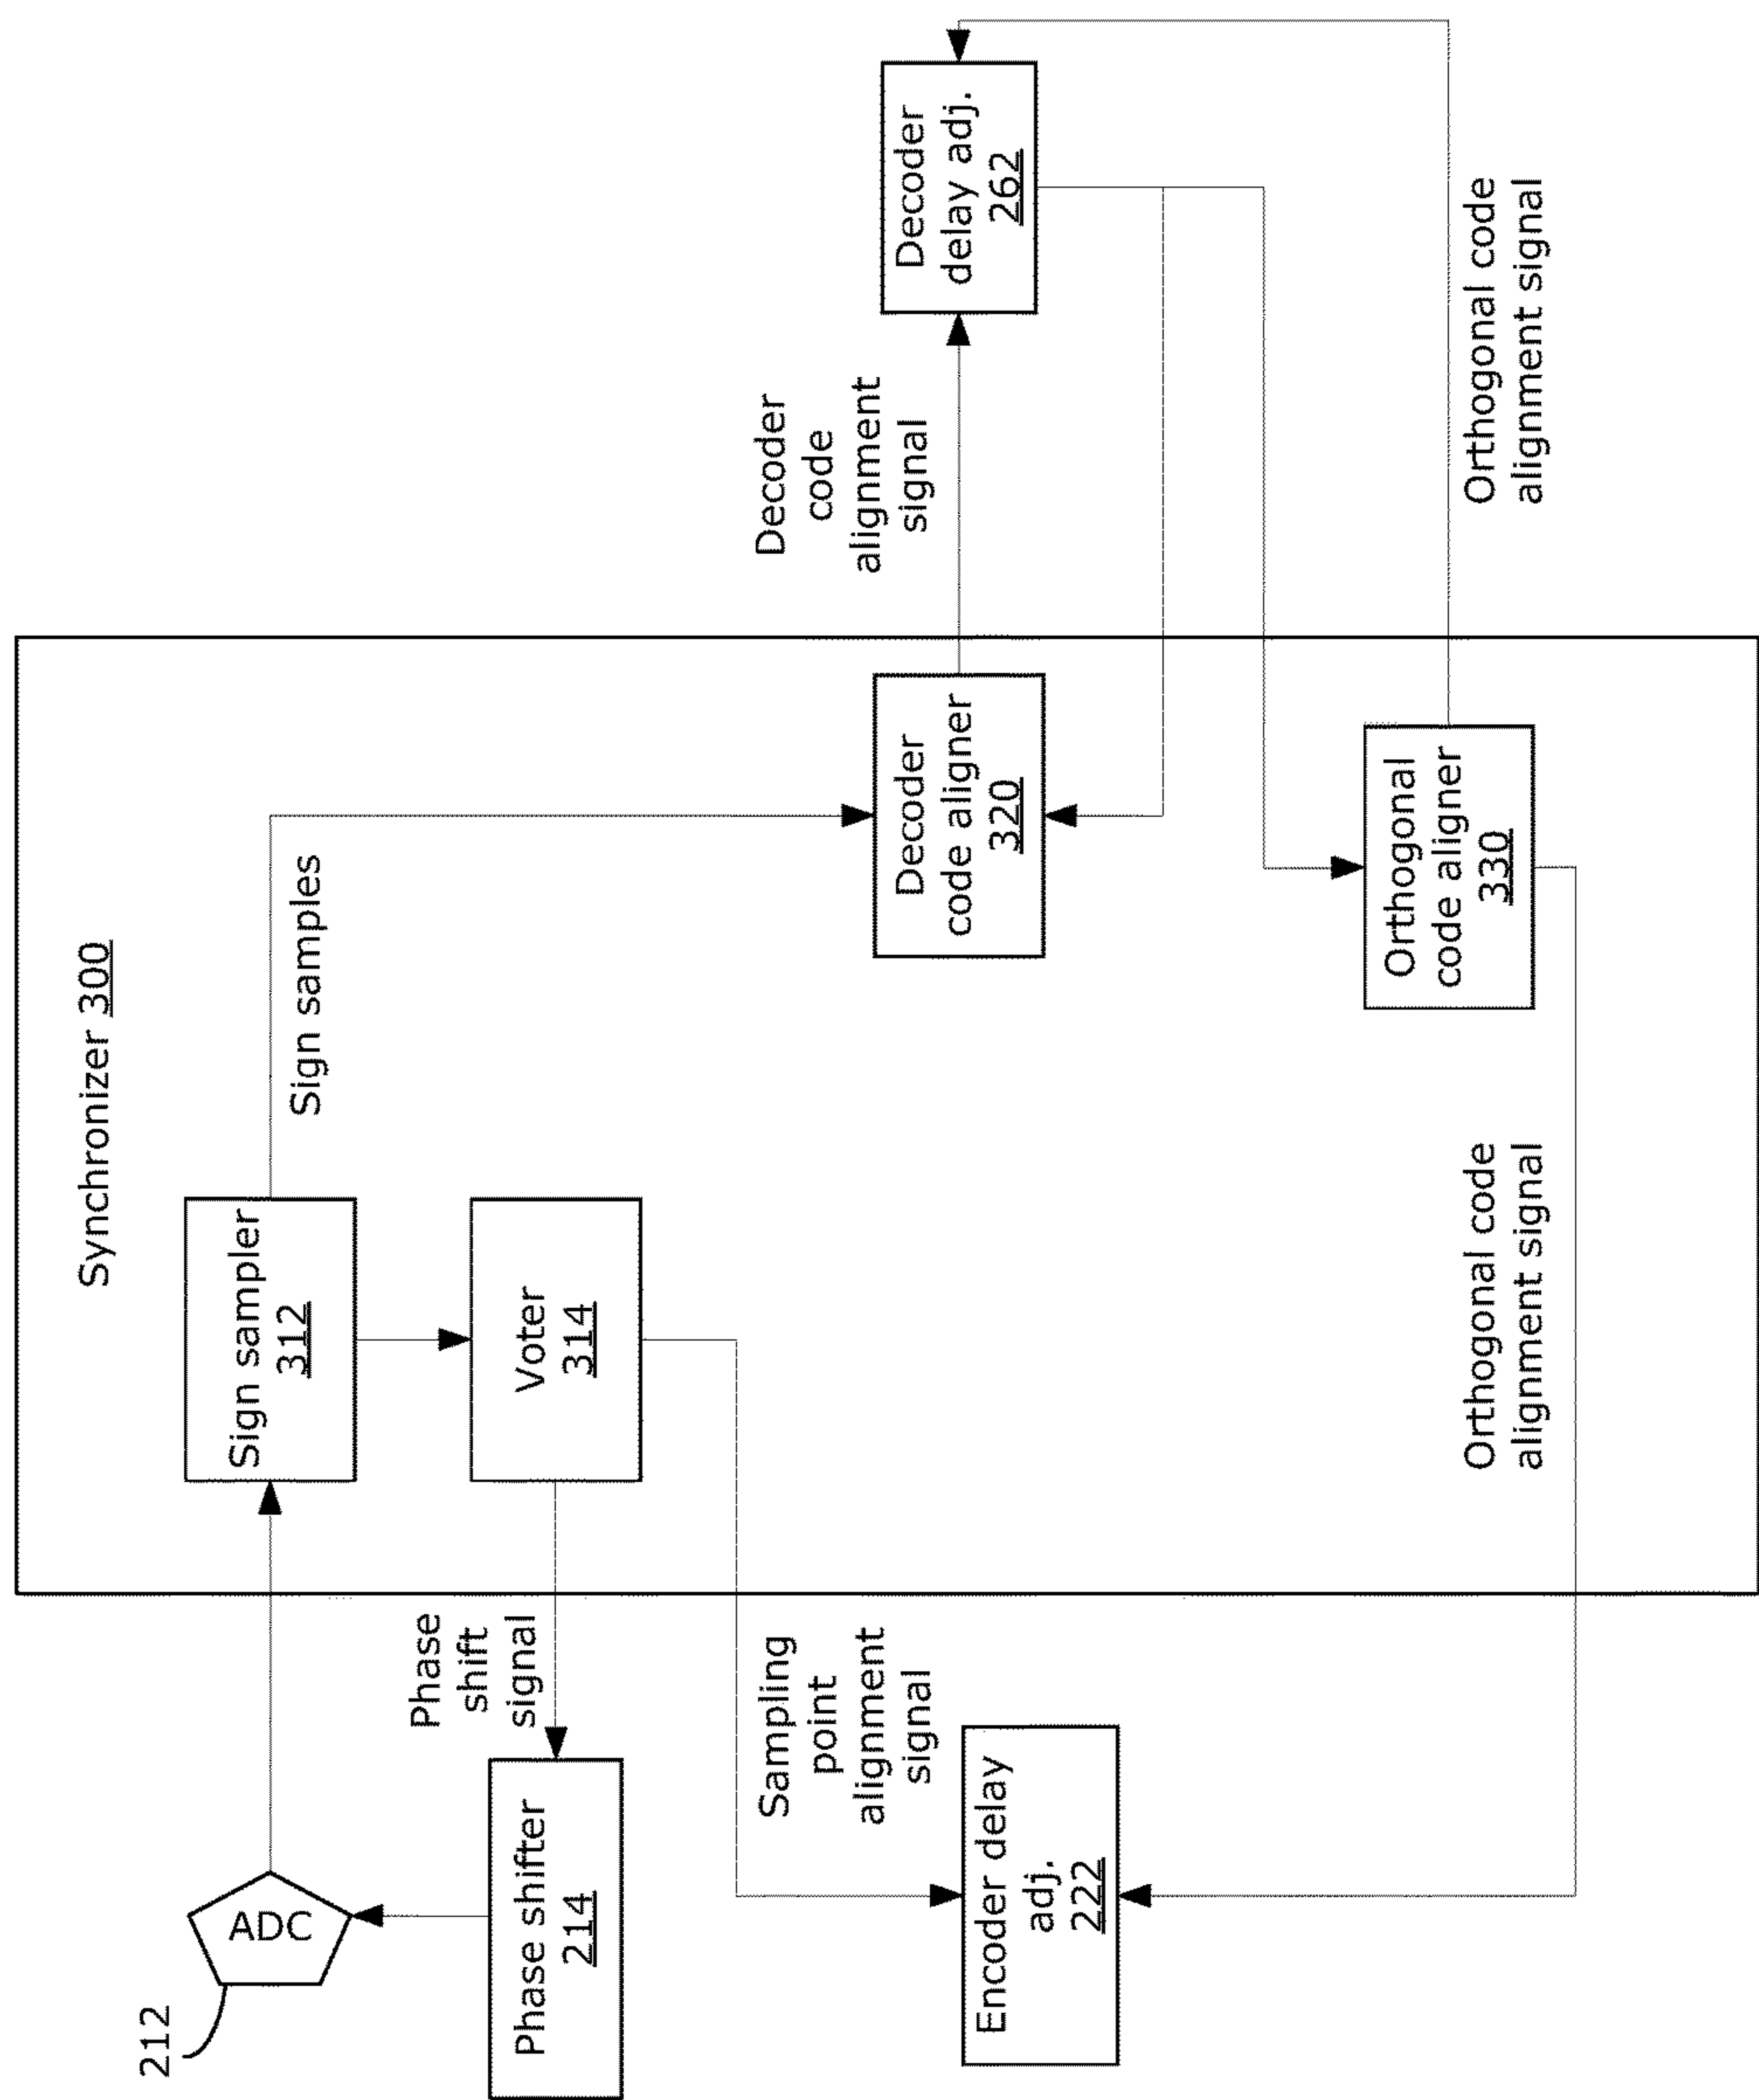 Synchronizer 300
212
ADC
Sign sampler
312
Sign samples
Phase shifter
214
Phase
shift
signal
Voter
314
Sampling
point
alignment
signal
Encoder delay
adj.
222
Decoder
code aligner
320
Decoder
code
alignment
signal
Decoder
delay adj.
262
Orthogonal
code aligner
330
Orthogonal code
alignment signal
Orthogonal code
alignment signal